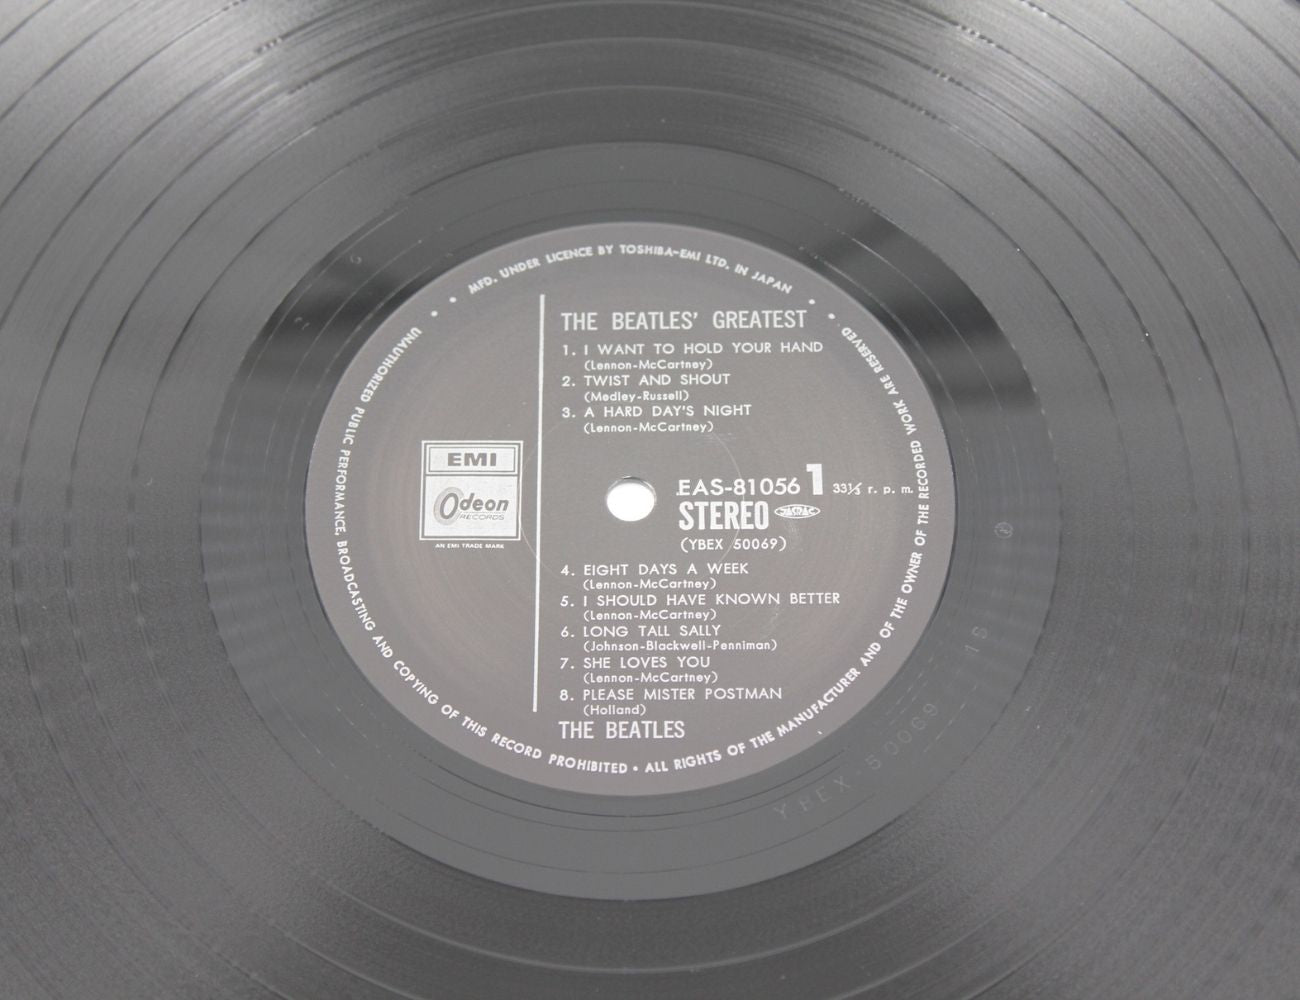 MFD. UNDER LICENCE BY TOSHIBA-EMI LTD. IN JAPAN
THE BEATLES' GREATEST
1. I WANT TO HOLD YOUR HAND
(Lennon-McCartney)
2. TWIST AND SHOUT
(Medley-Russell)
3. A HARD DAY'S NIGHT
(Lennon-McCartney)
EMI
Odeon
RECORDS
AN EMI TRADE MARK
EAS-81056 1 33⅓ r. p. m.
STEREO JASRAC
(YBEX 50069)
4. EIGHT DAYS A WEEK
(Lennon-McCartney)
5. I SHOULD HAVE KNOWN BETTER
(Lennon-McCartney)
6. LONG TALL SALLY
(Johnson-Blackwell-Penniman)
7. SHE LOVES YOU
(Lennon-McCartney)
8. PLEASE MISTER POSTMAN
(Holland)
THE BEATLES
UNAUTHORIZED PUBLIC PERFORMANCE, BROADCASTING AND COPYING OF THIS RECORD PROHIBITED • ALL RIGHTS OF THE MANUFACTURER AND OF THE OWNER OF THE RECORDED WORK ARE RESERVED
YBEX 50069 1S